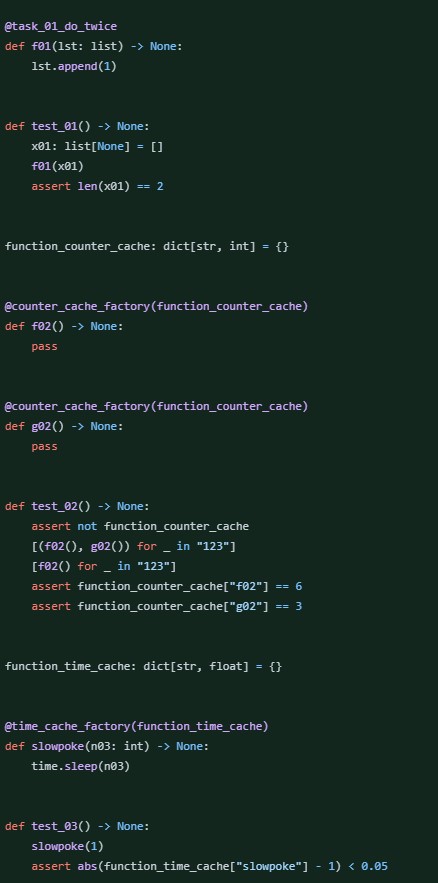 @task_01_do_twice
def f01(lst: list) -> None:
    lst.append(1)
def test_01() -> None:
    x01: list[None] = []
    f01(x01)
    assert len(x01) == 2
function_counter_cache: dict[str, int] = {}
@counter_cache_factory(function_counter_cache)
def f02() -> None:
    pass
@counter_cache_factory(function_counter_cache)
def g02() -> None:
    pass
def test_02() -> None:
    assert not function_counter_cache
    [(f02(), g02()) for _ in "123"]
    [f02() for _ in "123"]
    assert function_counter_cache["f02"] == 6
    assert function_counter_cache["g02"] == 3
function_time_cache: dict[str, float] = {}
@time_cache_factory(function_time_cache)
def slowpoke(n03: int) -> None:
    time.sleep(n03)
def test_03() -> None:
    slowpoke(1)
    assert abs(function_time_cache["slowpoke"] - 1) < 0.05